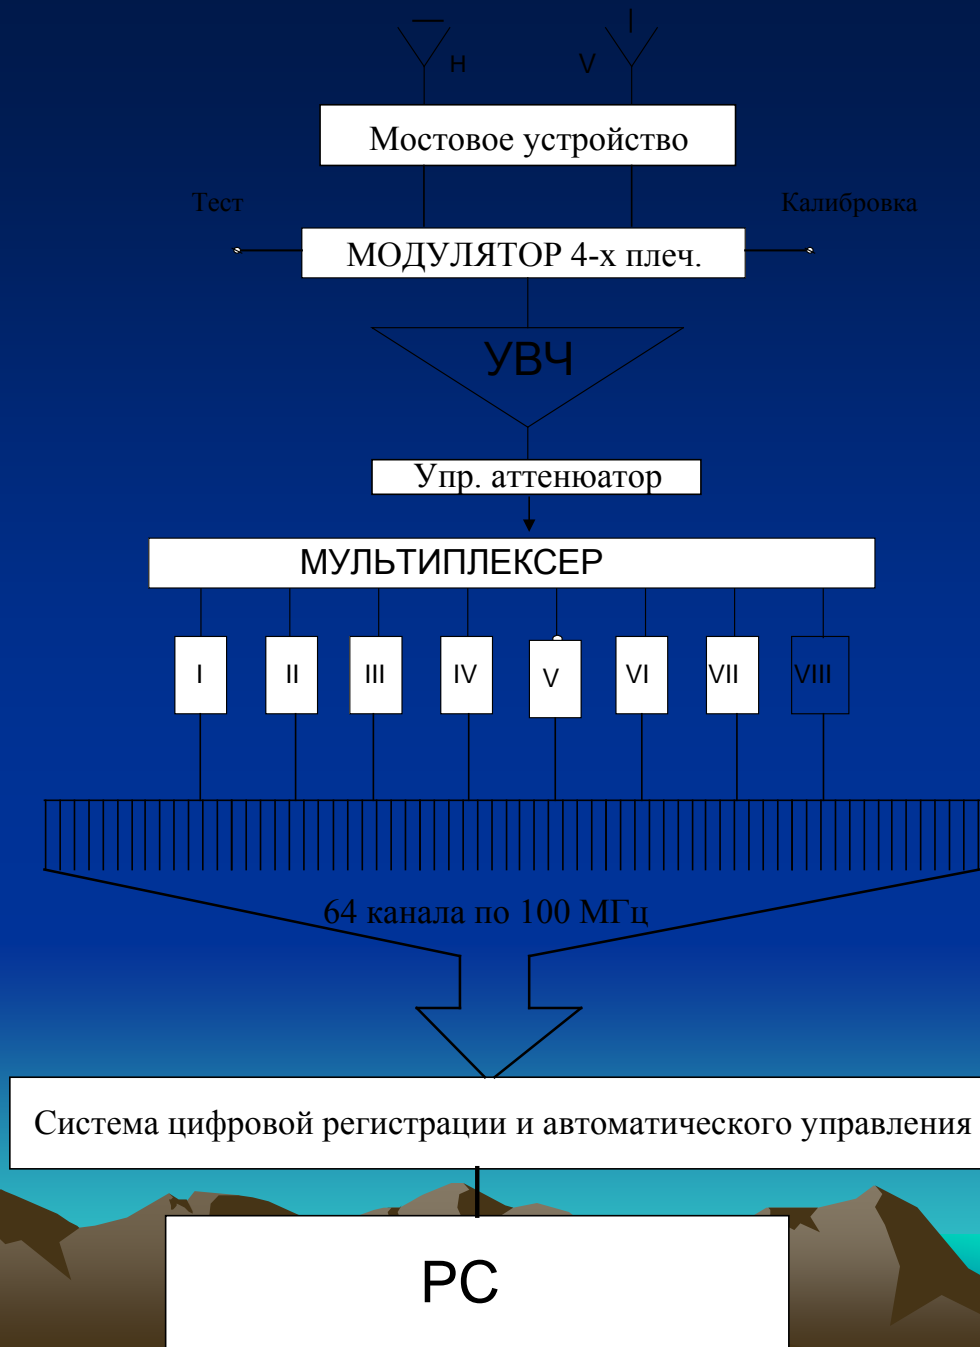 H V
Мостовое устройство
Тест Калибровка
МОДУЛЯТОР 4-х плеч.
УВЧ
Упр. аттенюатор
МУЛЬТИПЛЕКСЕР
I II III IV V VI VII VIII
64 канала по 100 МГц
Система цифровой регистрации и автоматического управления
PC